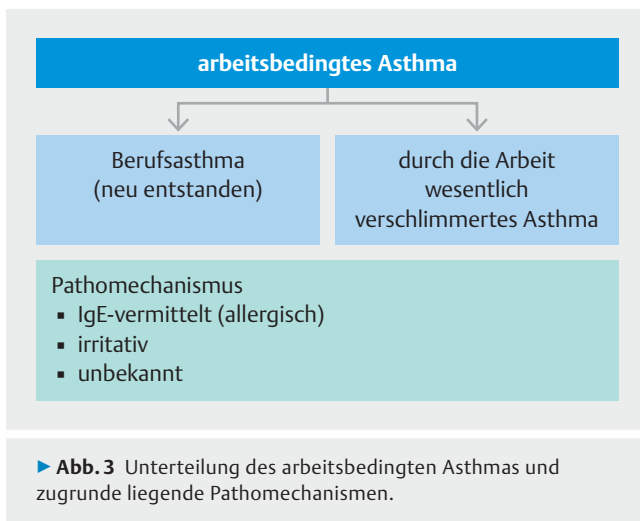 arbeitsbedingtes Asthma
Berufsasthma
(neu entstanden)
durch die Arbeit
wesentlich
verschlimmertes Asthma
Pathomechanismus
▪ IgE-vermittelt (allergisch)
▪ irritativ
▪ unbekannt
▶ Abb. 3 Unterteilung des arbeitsbedingten Asthmas und
zugrunde liegende Pathomechanismen.